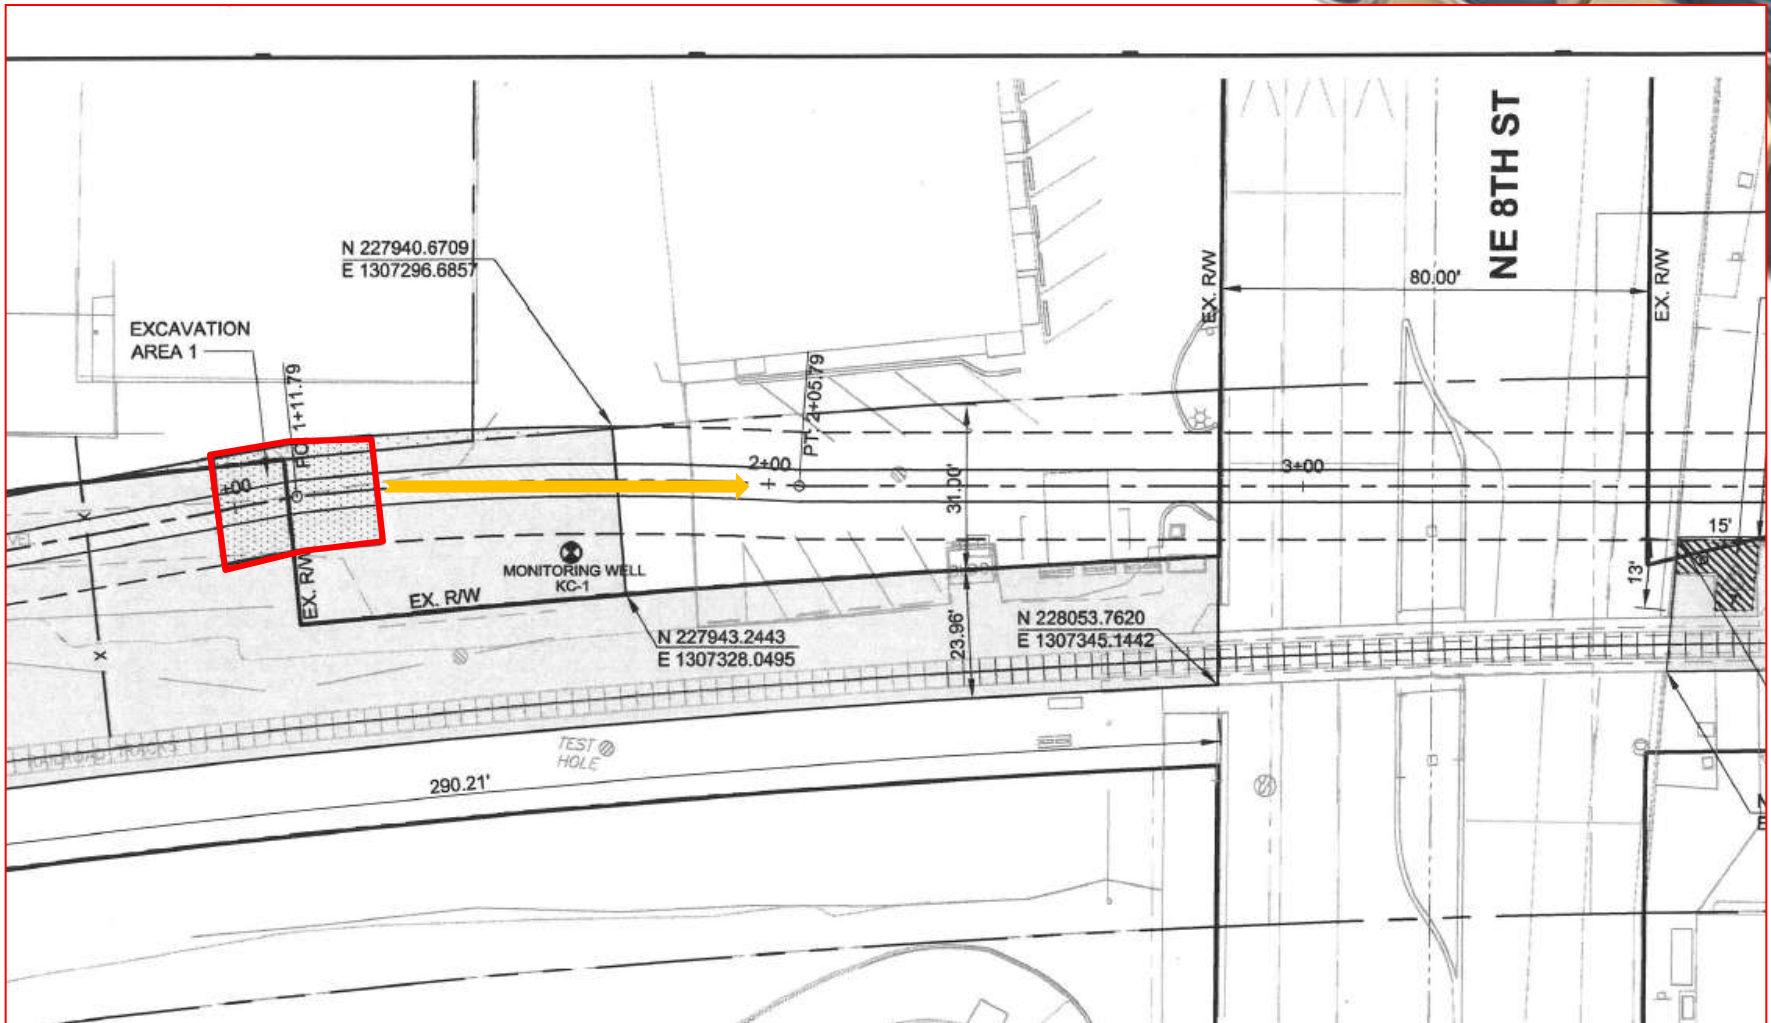 NE 8TH ST
N 227940.6709
E 1307296.6857
EX. R/W
80.00'
EX. R/W
EXCAVATION
AREA 1
1+11.79
PT: 2+05.79
2+00
3+00
+00
31.00'
15'
13'
MONITORING WELL
KC-1
EX. R/W
EX. R/W
N 227943.2443
E 1307328.0495
23.96'
N 228053.7620
E 1307345.1442
X
X
RAILROAD TRACKS
TEST
HOLE
290.21'
N
E